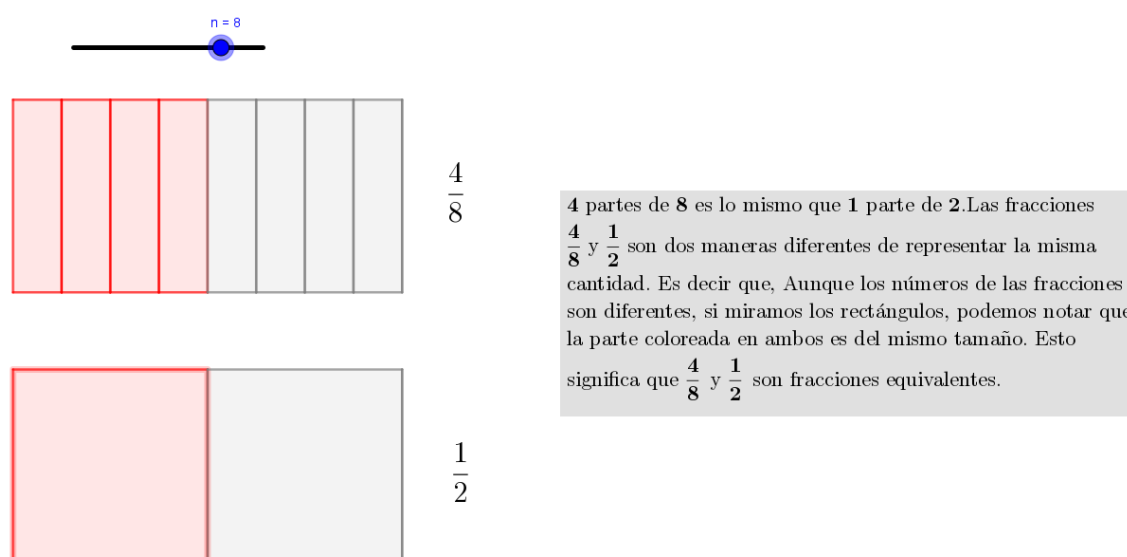 n = 8
4/8
4 partes de 8 es lo mismo que 1 parte de 2.Las fracciones
4/8 y 1/2 son dos maneras diferentes de representar la misma
cantidad. Es decir que, Aunque los números de las fracciones
son diferentes, si miramos los rectángulos, podemos notar que
la parte coloreada en ambos es del mismo tamaño. Esto
significa que 4/8 y 1/2 son fracciones equivalentes.
1/2